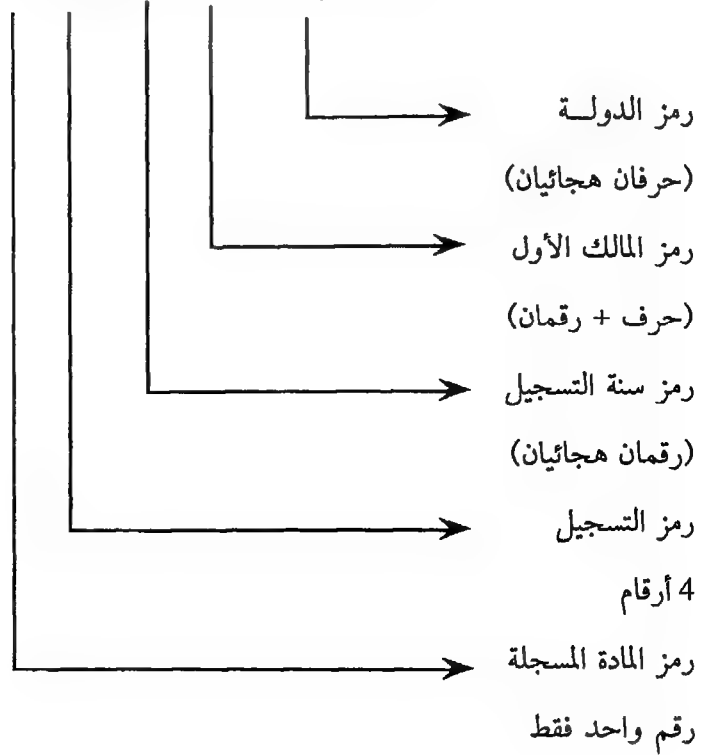 رمز الدولــة
(حرفان هجائيان)
رمز المالك الأول
(حرف + رقمان)
رمز سنة التسجيل
(رقمان هجائيان)
رمز التسجيل
4 أرقام
رمز المادة المسجلة
رقم واحد فقط